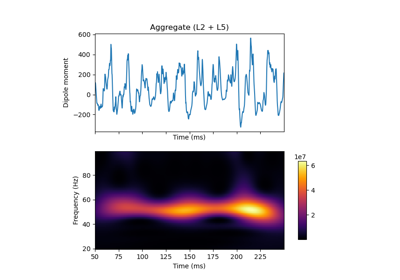 Aggregate (L2 + L5)
600
400
200
0
−200
Dipole moment
Time (ms)
1e7
6
4
2
80
60
40
20
Frequency (Hz)
50 75 100 125 150 175 200 225
Time (ms)